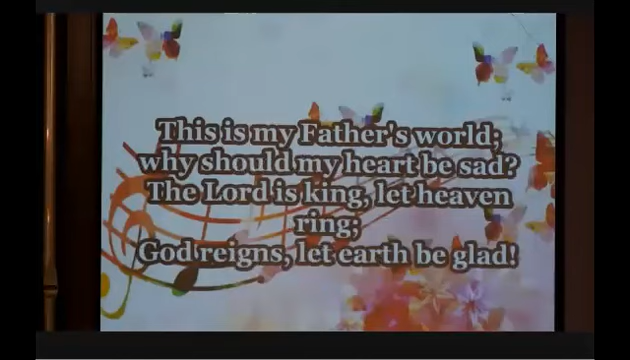 This is my Father's world;
why should my heart be sad?
The Lord is king, let heaven
ring;
God reigns, let earth be glad!